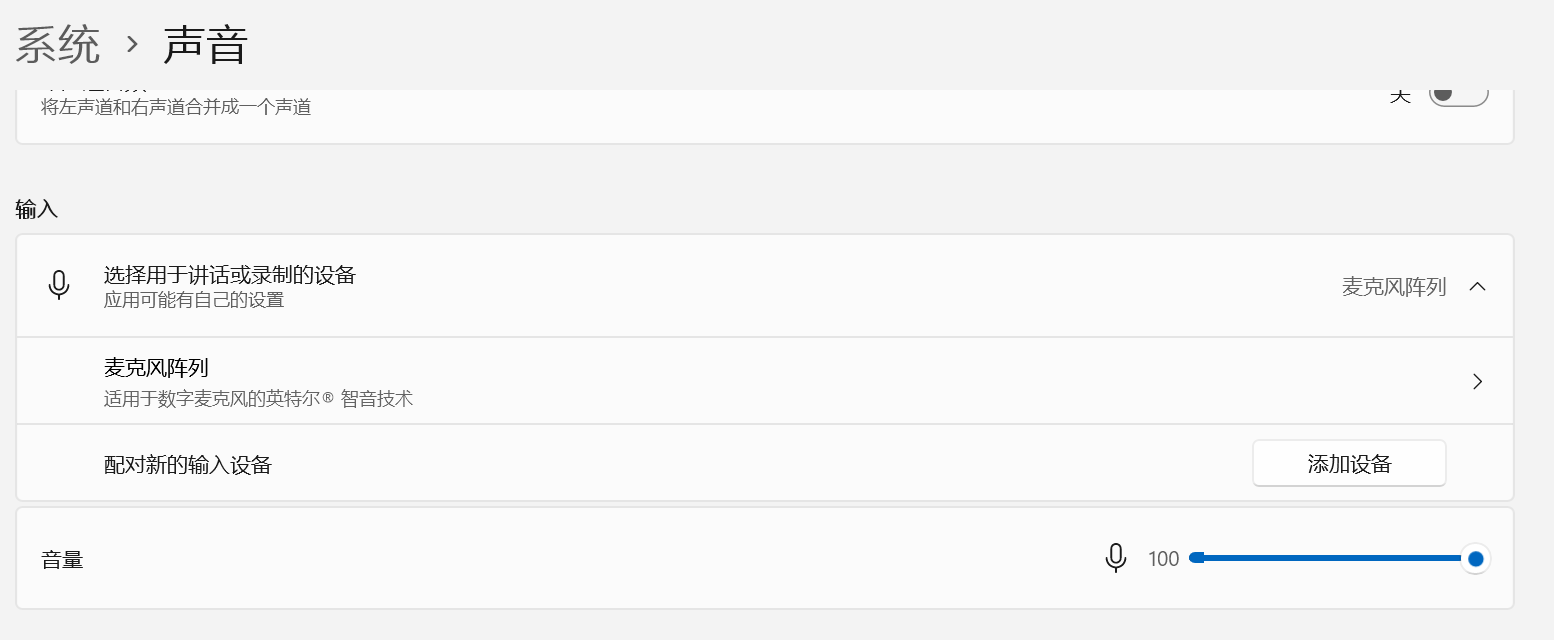 系统 > 声音
将左声道和右声道合并成一个声道
输入
选择用于讲话或录制的设备
应用可能有自己的设置
麦克风阵列
麦克风阵列
适用于数字麦克风的英特尔® 智音技术
配对新的输入设备
添加设备
音量
100